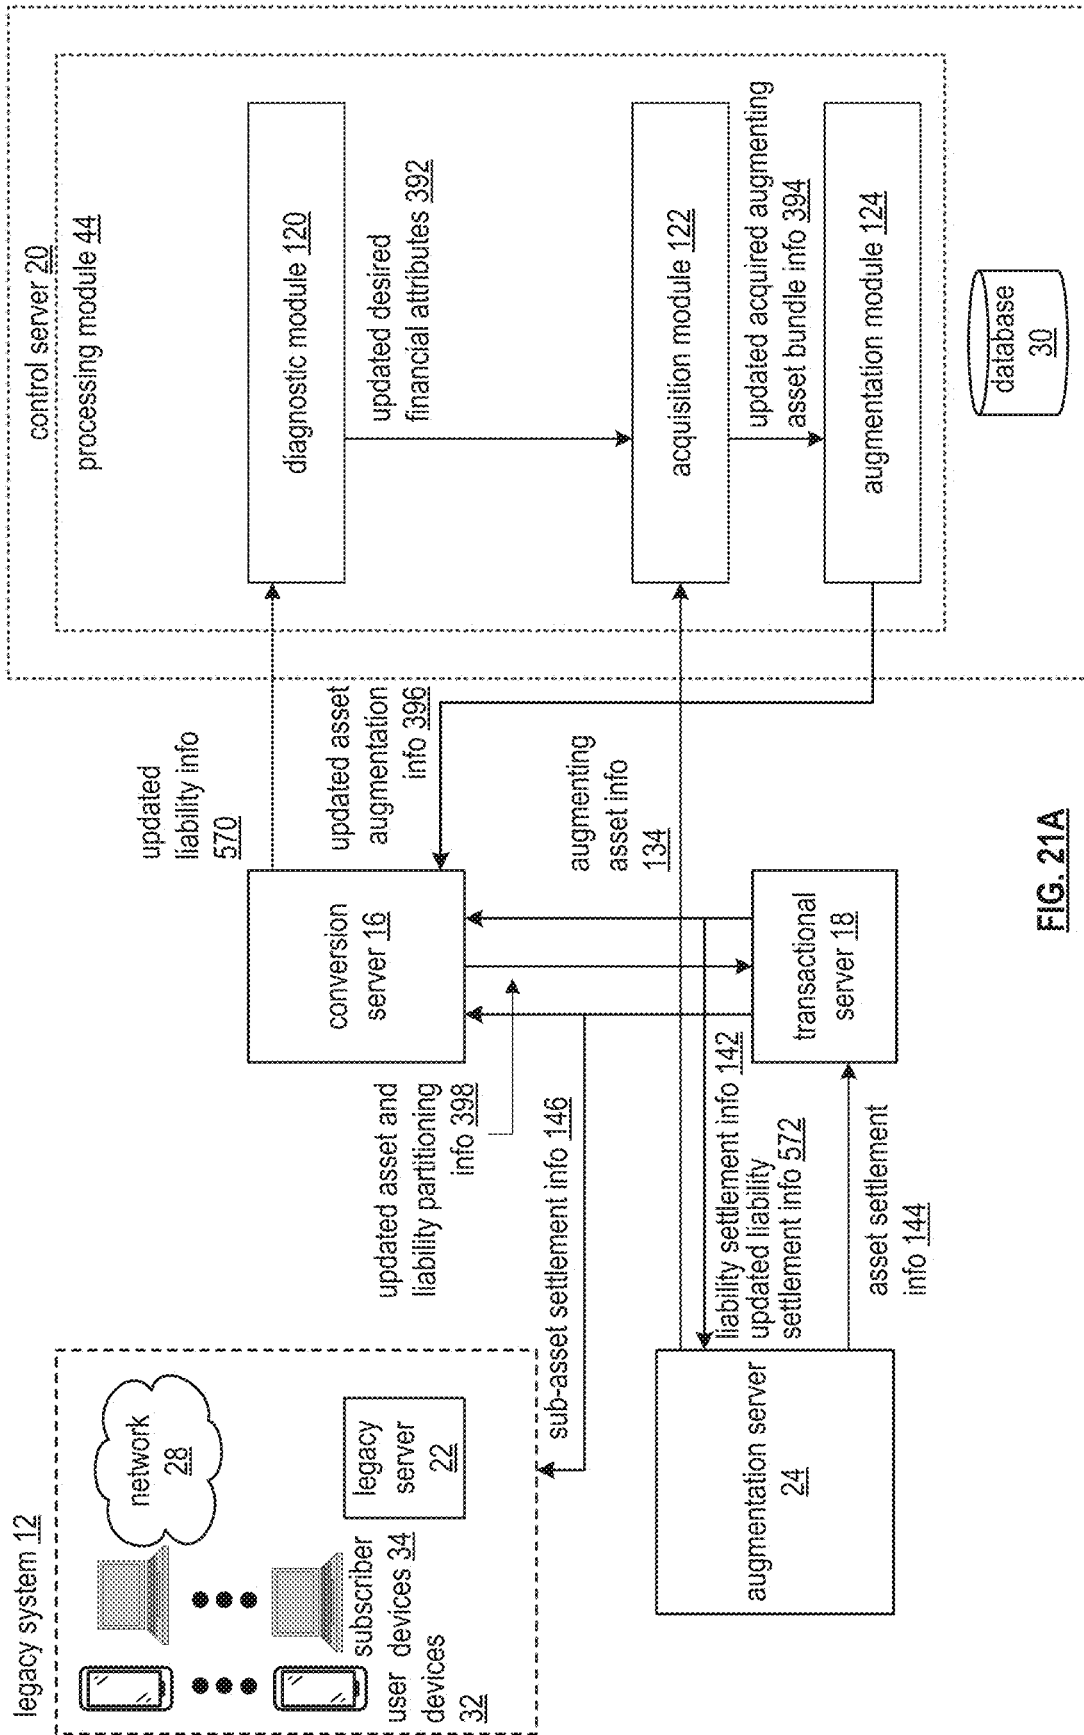 legacy system 12
network
28
legacy
server
22
subscriber
devices 34
user
devices
32
sub-asset settlement info 146
updated asset and
liability partitioning
info 398
conversion
server 16
updated
liability info
570
updated asset
augmentation
info 396
augmenting
asset info
134
liability settlement info 142
updated liability
settlement info 572
asset settlement
info 144
augmentation server
24
transactional
server 18
control server 20
processing module 44
diagnostic module 120
updated desired
financial attributes 392
acquisition module 122
updated acquired augmenting
asset bundle info 394
augmentation module 124
database
30
FIG. 21A